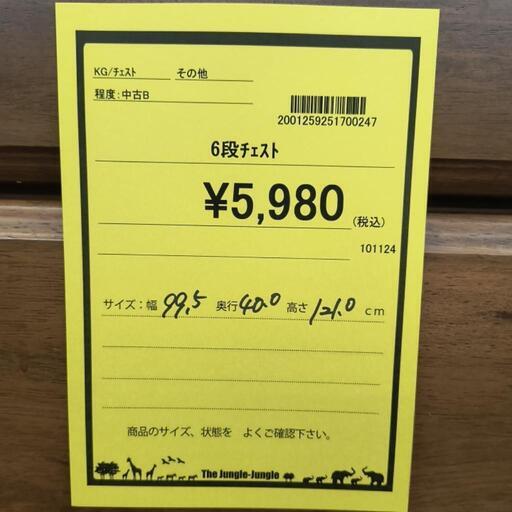 KG/ﾁｪｽﾄ その他
程度:中古B
2001259251700247
6段ﾁｪｽﾄ
¥5,980(税込)
101124
サイズ:幅 99.5 奥行 40.0 高さ 121.0 cm
商品のサイズ、状態を よくご確認下さい。
The Jungle-Jungle